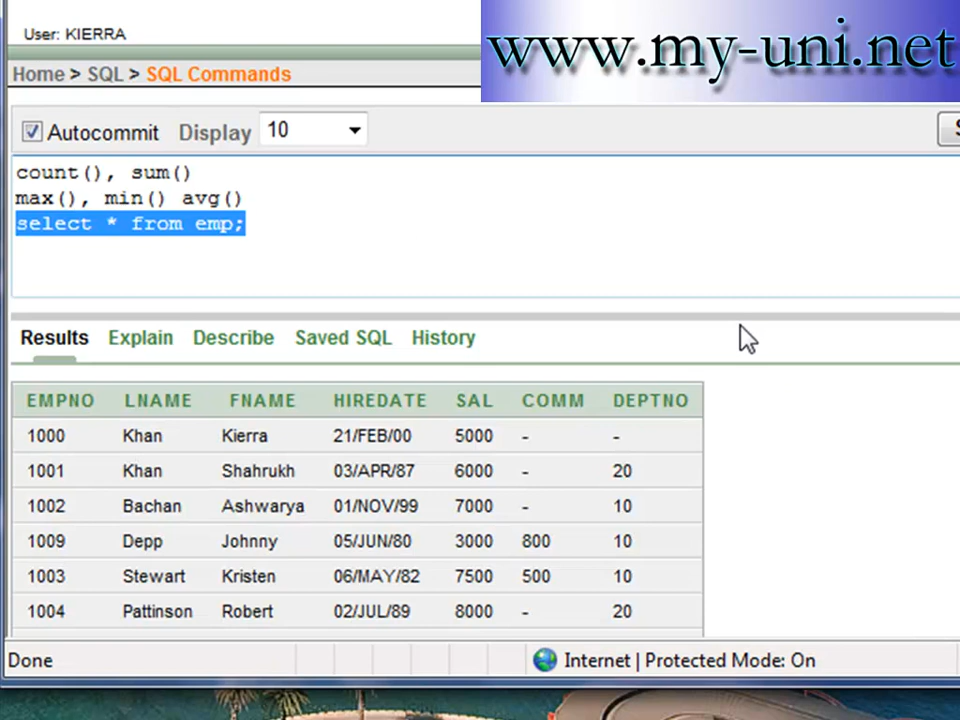 User: KIERRA
www.my-uni.net
Home > SQL > SQL Commands
Autocommit Display 10
count(), sum()
max(), min() avg()
select * from emp;
Results Explain Describe Saved SQL History
EMPNO LNAME FNAME HIREDATE SAL COMM DEPTNO
1000 Khan Kierra 21/FEB/00 5000 - -
1001 Khan Shahrukh 03/APR/87 6000 - 20
1002 Bachan Ashwarya 01/NOV/99 7000 - 10
1009 Depp Johnny 05/JUN/80 3000 800 10
1003 Stewart Kristen 06/MAY/82 7500 500 10
1004 Pattinson Robert 02/JUL/89 8000 - 20
Done Internet | Protected Mode: On